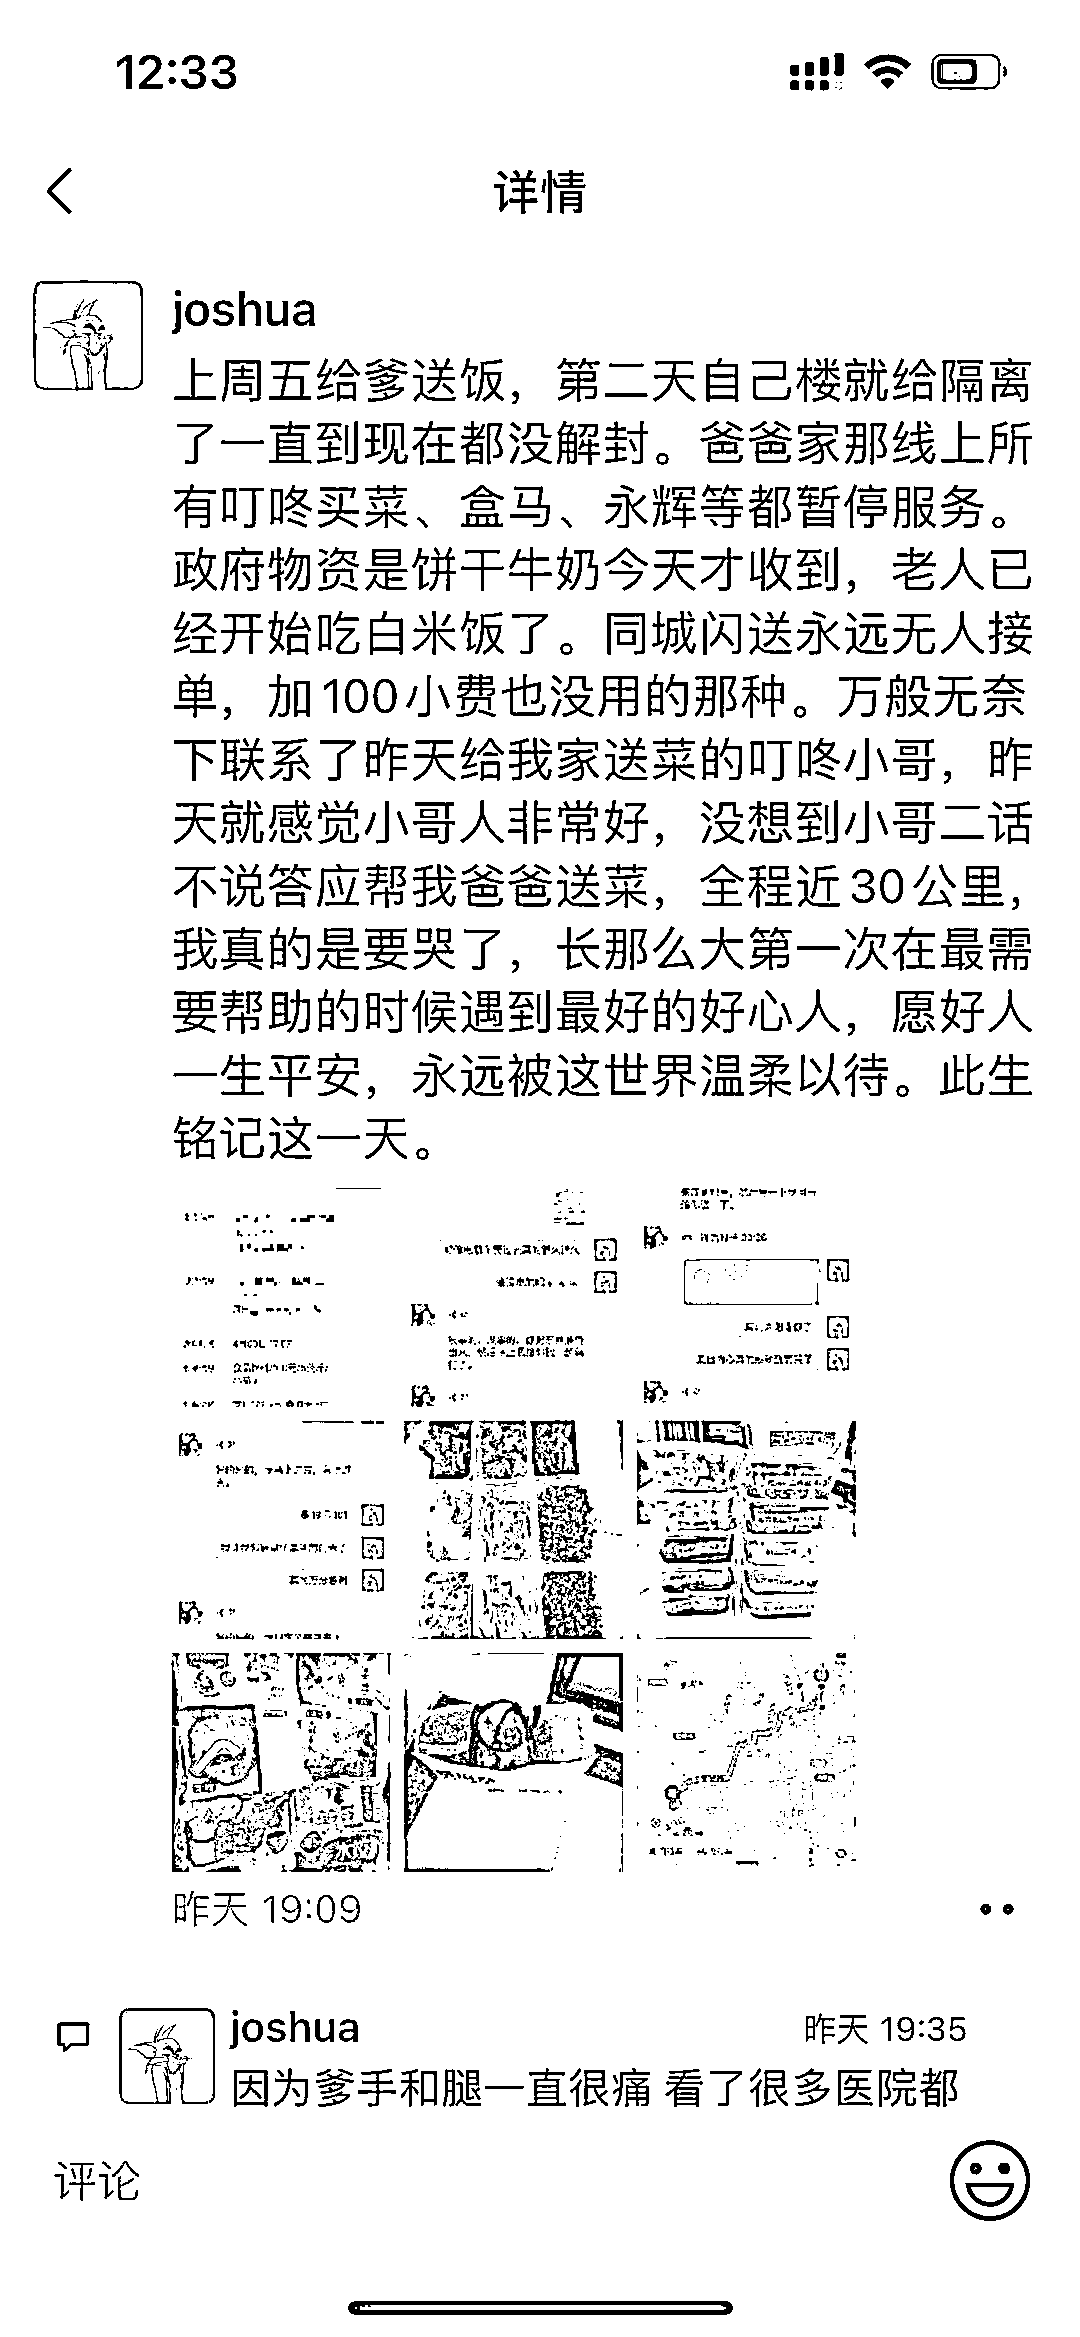 12:33
详情
joshua
上周五给爹送饭，第二天自己楼就给隔离
了一直到现在都没解封。爸爸家那线上所
有叮咚买菜、盒马、永辉等都暂停服务。
政府物资是饼干牛奶今天才收到，老人已
经开始吃白米饭了。同城闪送永远无人接
单，加100小费也没用的那种。万般无奈
下联系了昨天给我家送菜的叮咚小哥，昨
天就感觉小哥人非常好，没想到小哥二话
不说答应帮我爸爸送菜，全程近30公里，
我真的是要哭了，长那么大第一次在最需
要帮助的时候遇到最好的好心人，愿好人
一生平安，永远被这世界温柔以待。此生
铭记这一天。
昨天 19:09
joshua
昨天 19:35
因为爹手和腿一直很痛 看了很多医院都
评论